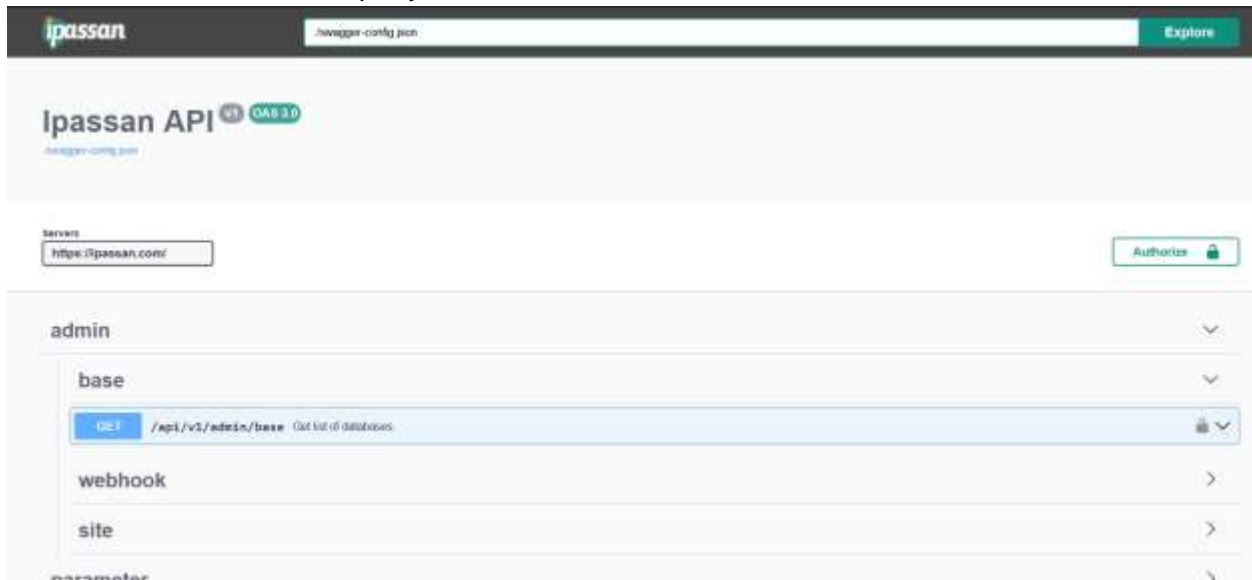 ipassan
./swagger-config.json Explore
Ipassan API v1 OAS 3.0
./swagger-config.json
Servers
https://ipassan.com/
Authorize
admin
base
GET /api/v1/admin/base Get list of databases
webhook
site
parameter